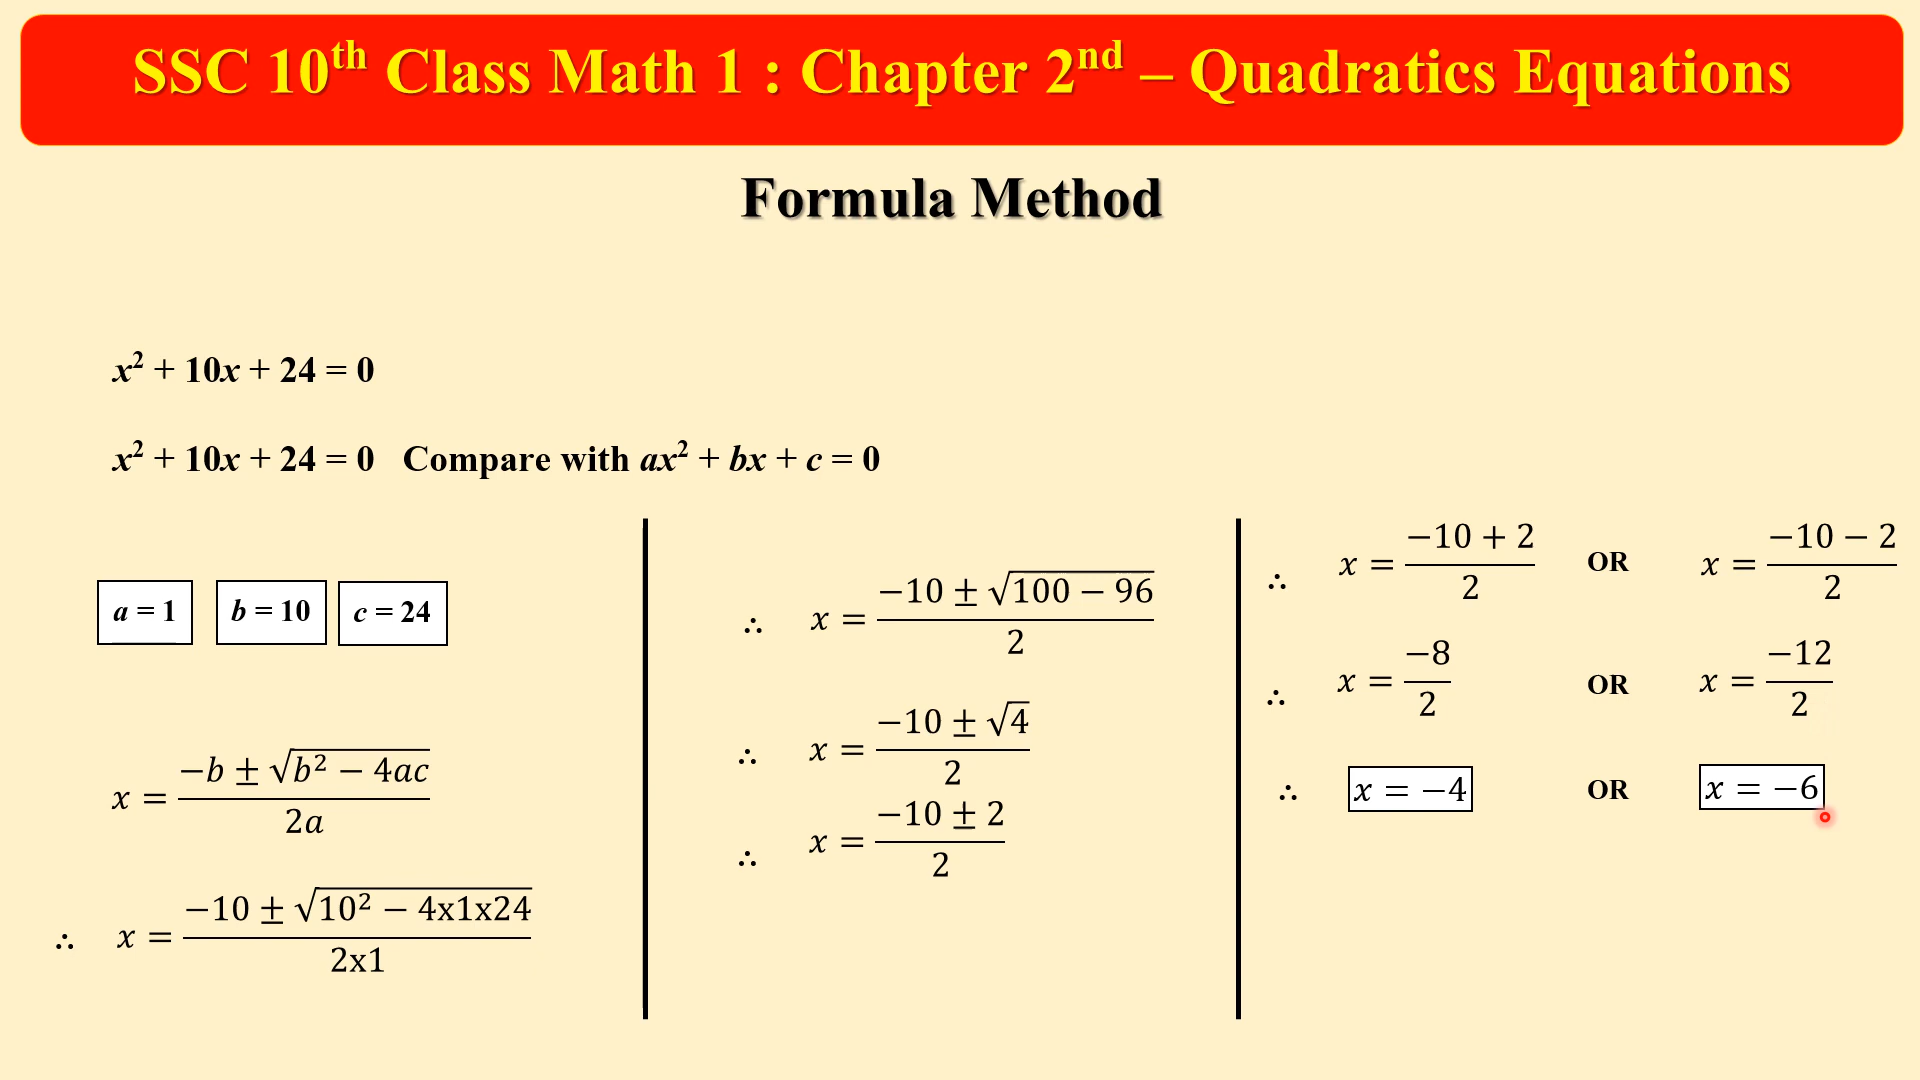 SSC 10th Class Math 1 : Chapter 2nd – Quadratics Equations
Formula Method
x² + 10x + 24 = 0
x² + 10x + 24 = 0 Compare with ax² + bx + c = 0
a = 1 b = 10 c = 24
x = (−b ± √(b² − 4ac)) / 2a
∴ x = (−10 ± √(10² − 4x1x24)) / 2x1
∴ x = (−10 ± √(100 − 96)) / 2
∴ x = (−10 ± √4) / 2
∴ x = (−10 ± 2) / 2
∴ x = (−10 + 2) / 2 OR x = (−10 − 2) / 2
∴ x = −8 / 2 OR x = −12 / 2
∴ x = −4 OR x = −6